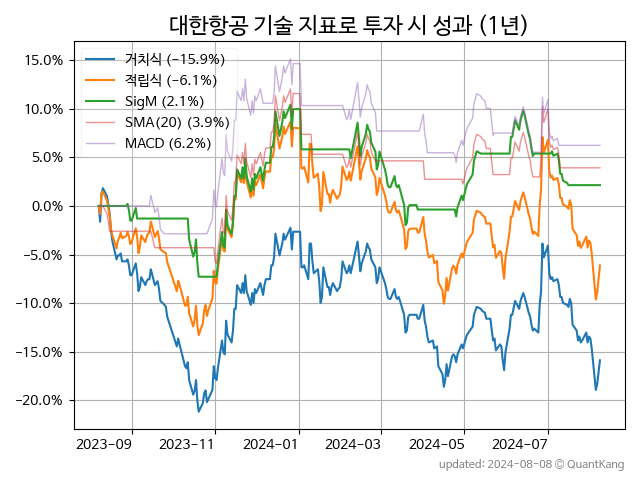 대한항공 기술 지표로 투자 시 성과 (1년)
거치식 (−15.9%)
적립식 (−6.1%)
SigM (2.1%)
SMA(20) (3.9%)
MACD (6.2%)
15.0%
10.0%
5.0%
0.0%
−5.0%
−10.0%
−15.0%
−20.0%
2023-09 2023-11 2024-01 2024-03 2024-05 2024-07
updated: 2024-08-08 © QuantKang